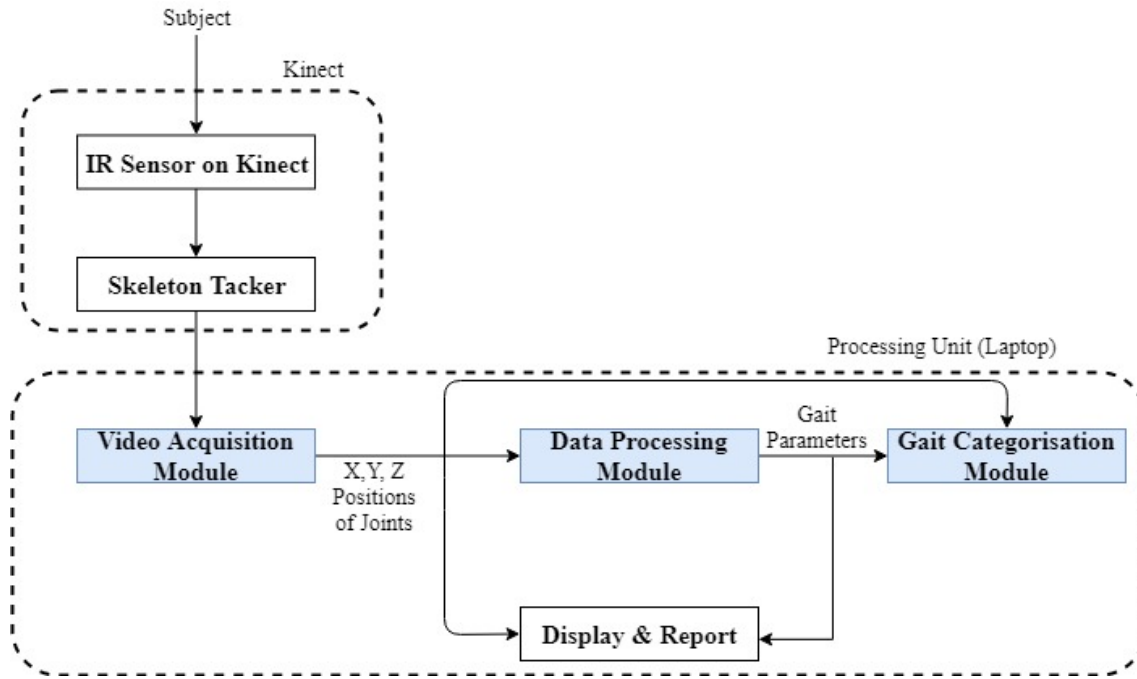 Subject
Kinect
IR Sensor on Kinect
Skeleton Tacker
Processing Unit (Laptop)
Video Acquisition
Module
X,Y, Z
Positions
of Joints
Data Processing
Module
Gait
Parameters
Gait Categorisation
Module
Display & Report